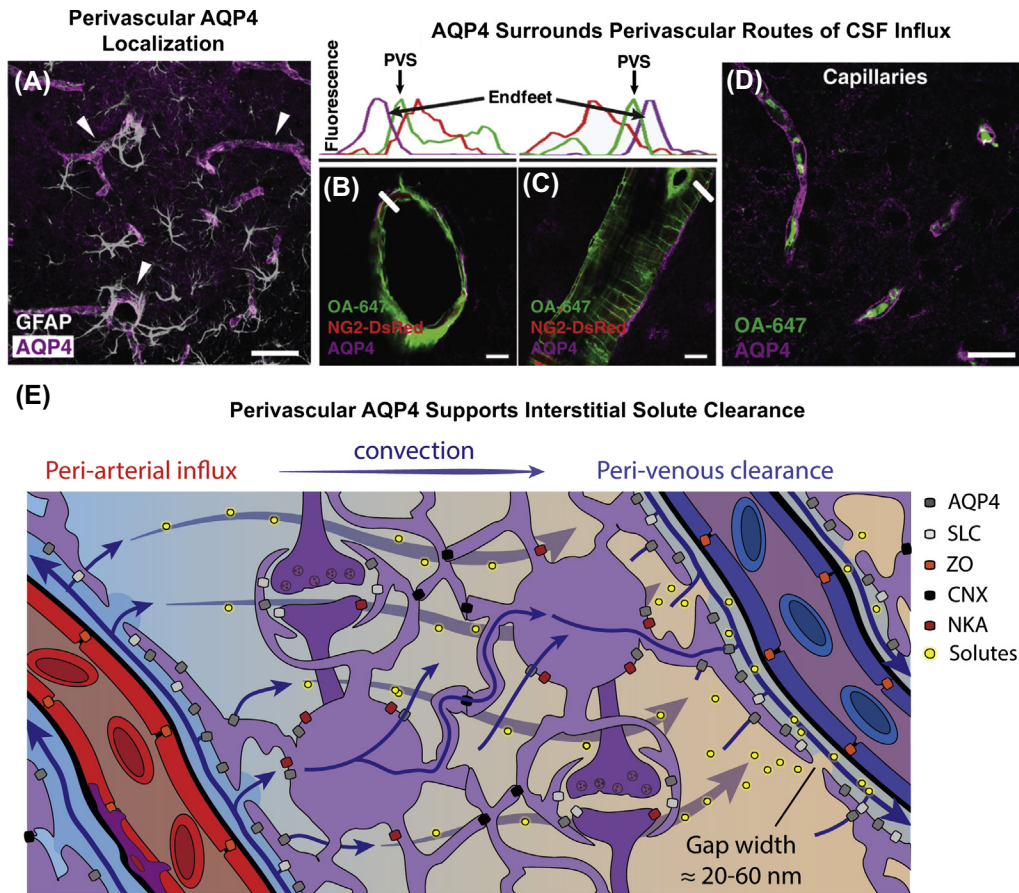 Perivascular AQP4
Localization
(A)
GFAP
AQP4
AQP4 Surrounds Perivascular Routes of CSF Influx
Fluorescence
PVS
PVS
Endfeet
(B)
OA-647
NG2-DsRed
AQP4
(C)
OA-647
NG2-DsRed
AQP4
(D)
Capillaries
OA-647
AQP4
(E)
Perivascular AQP4 Supports Interstitial Solute Clearance
Peri-arterial influx
convection
Peri-venous clearance
AQP4
SLC
ZO
CNX
NKA
Solutes
Gap width
≈ 20-60 nm